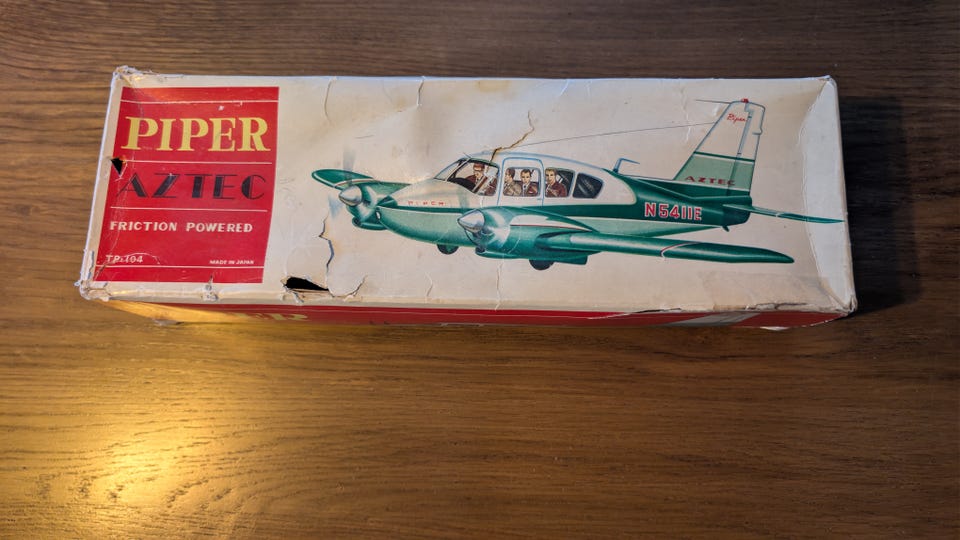 PIPER
AZTEC
FRICTION POWERED
TP-104
MADE IN JAPAN
PIPER
N5411E
Piper
AZTEC